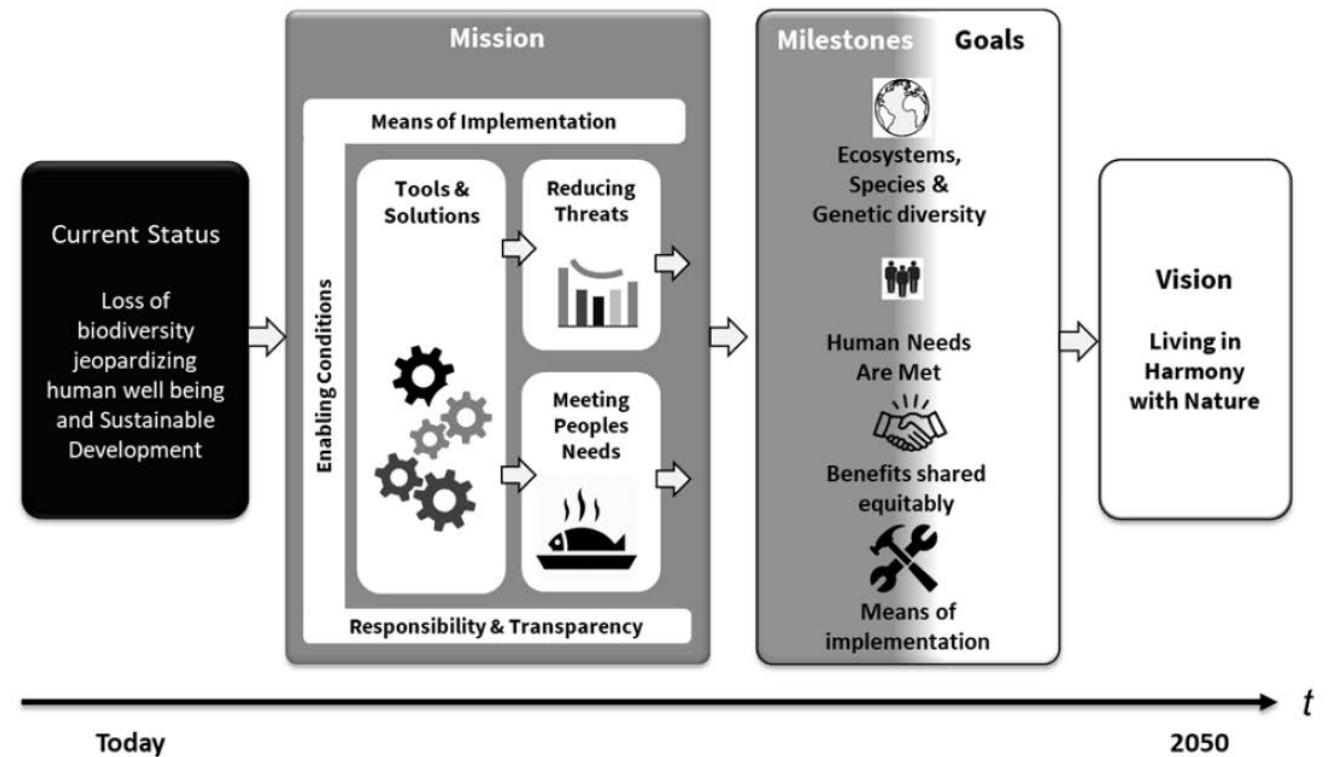 Current Status
Loss of
biodiversity
jeopardizing
human well being
and Sustainable
Development
Mission
Means of Implementation
Enabling Conditions
Tools &
Solutions
Reducing
Threats
Meeting
Peoples
Needs
Responsibility & Transparency
Milestones Goals
Ecosystems,
Species &
Genetic diversity
Human Needs
Are Met
Benefits shared
equitably
Means of
implementation
Vision
Living in
Harmony
with Nature
t
Today
2050